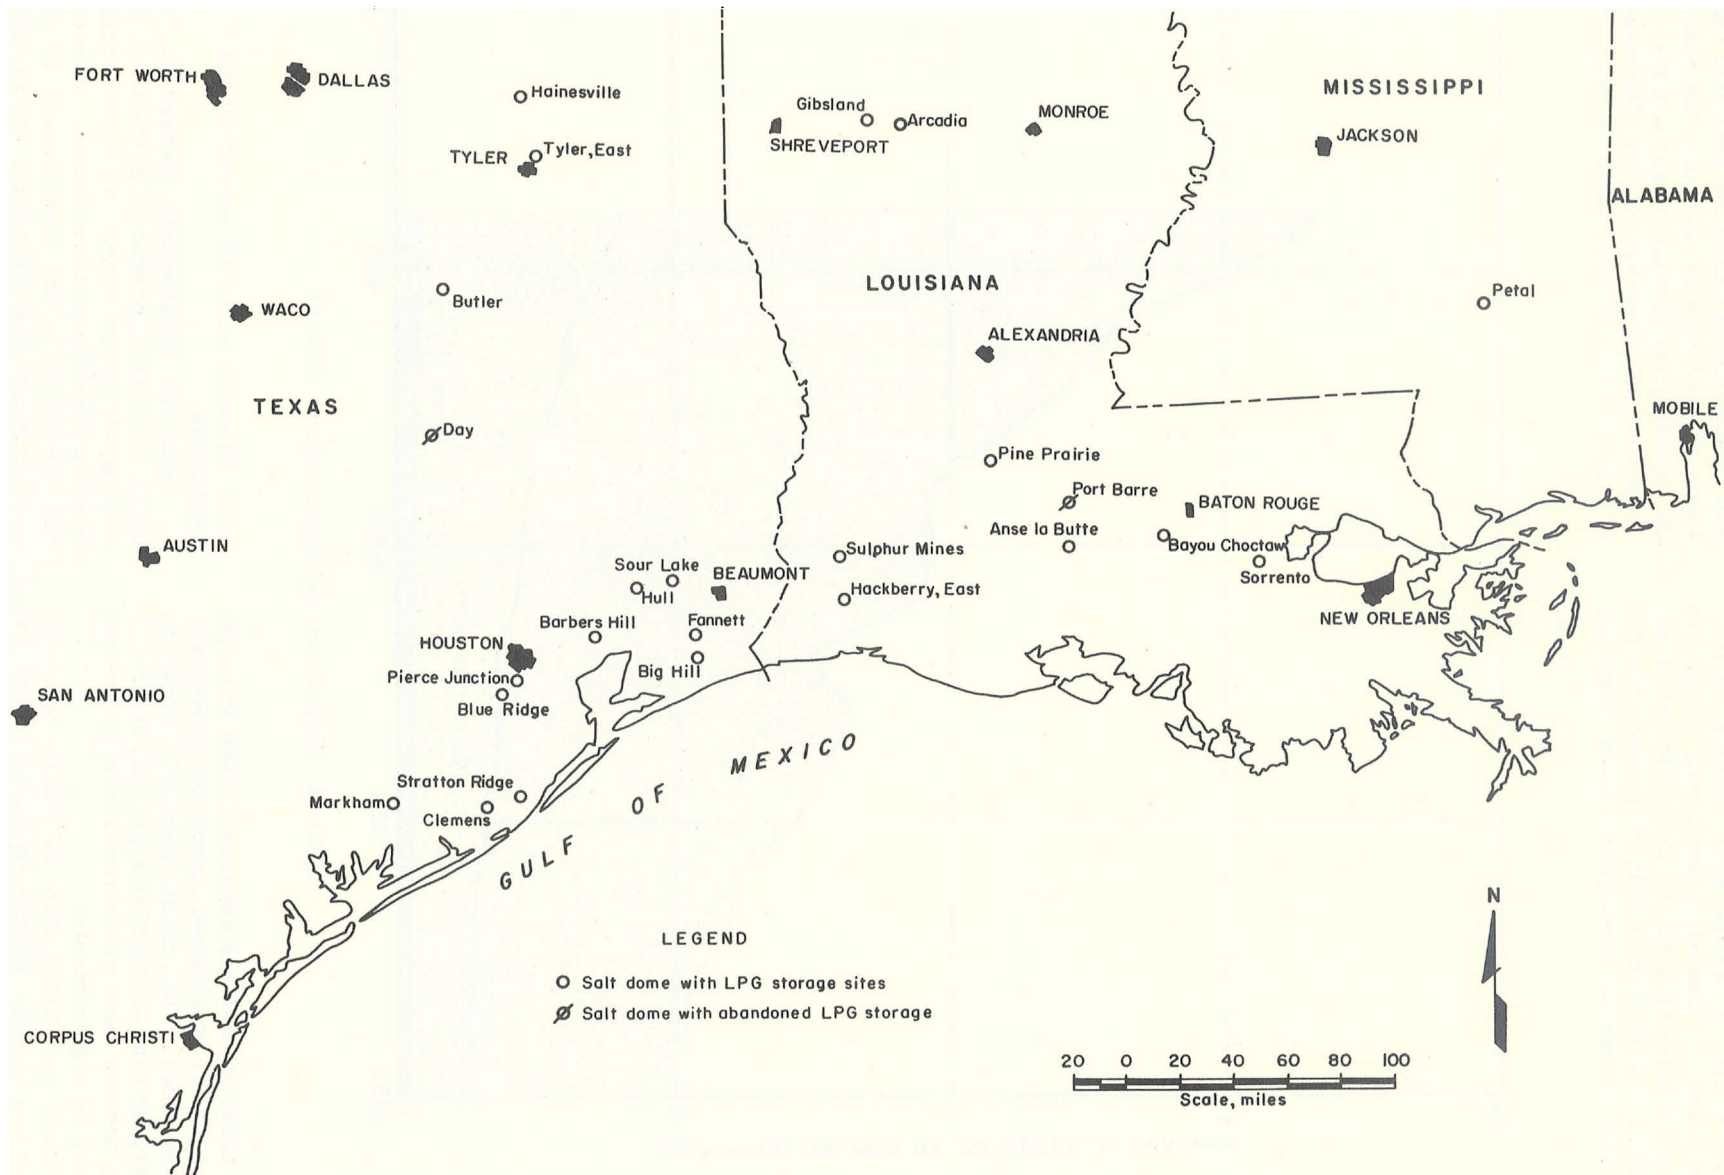 FORT WORTH
DALLAS
Hainesville
Gibsland
Arcadia
MONROE
MISSISSIPPI
SHREVEPORT
JACKSON
TYLER
Tyler, East
ALABAMA
LOUISIANA
Butler
Petal
WACO
ALEXANDRIA
TEXAS
MOBILE
Day
Pine Prairie
Port Barre
BATON ROUGE
Anse la Butte
AUSTIN
Sulphur Mines
Bayou Choctaw
Sour Lake
BEAUMONT
Sorrento
Hull
Hackberry, East
Barbers Hill
Fannett
NEW ORLEANS
HOUSTON
Pierce Junction
Big Hill
SAN ANTONIO
Blue Ridge
Stratton Ridge
Markham
Clemens
GULF OF MEXICO
N
LEGEND
Salt dome with LPG storage sites
Salt dome with abandoned LPG storage
CORPUS CHRISTI
20 0 20 40 60 80 100
Scale, miles